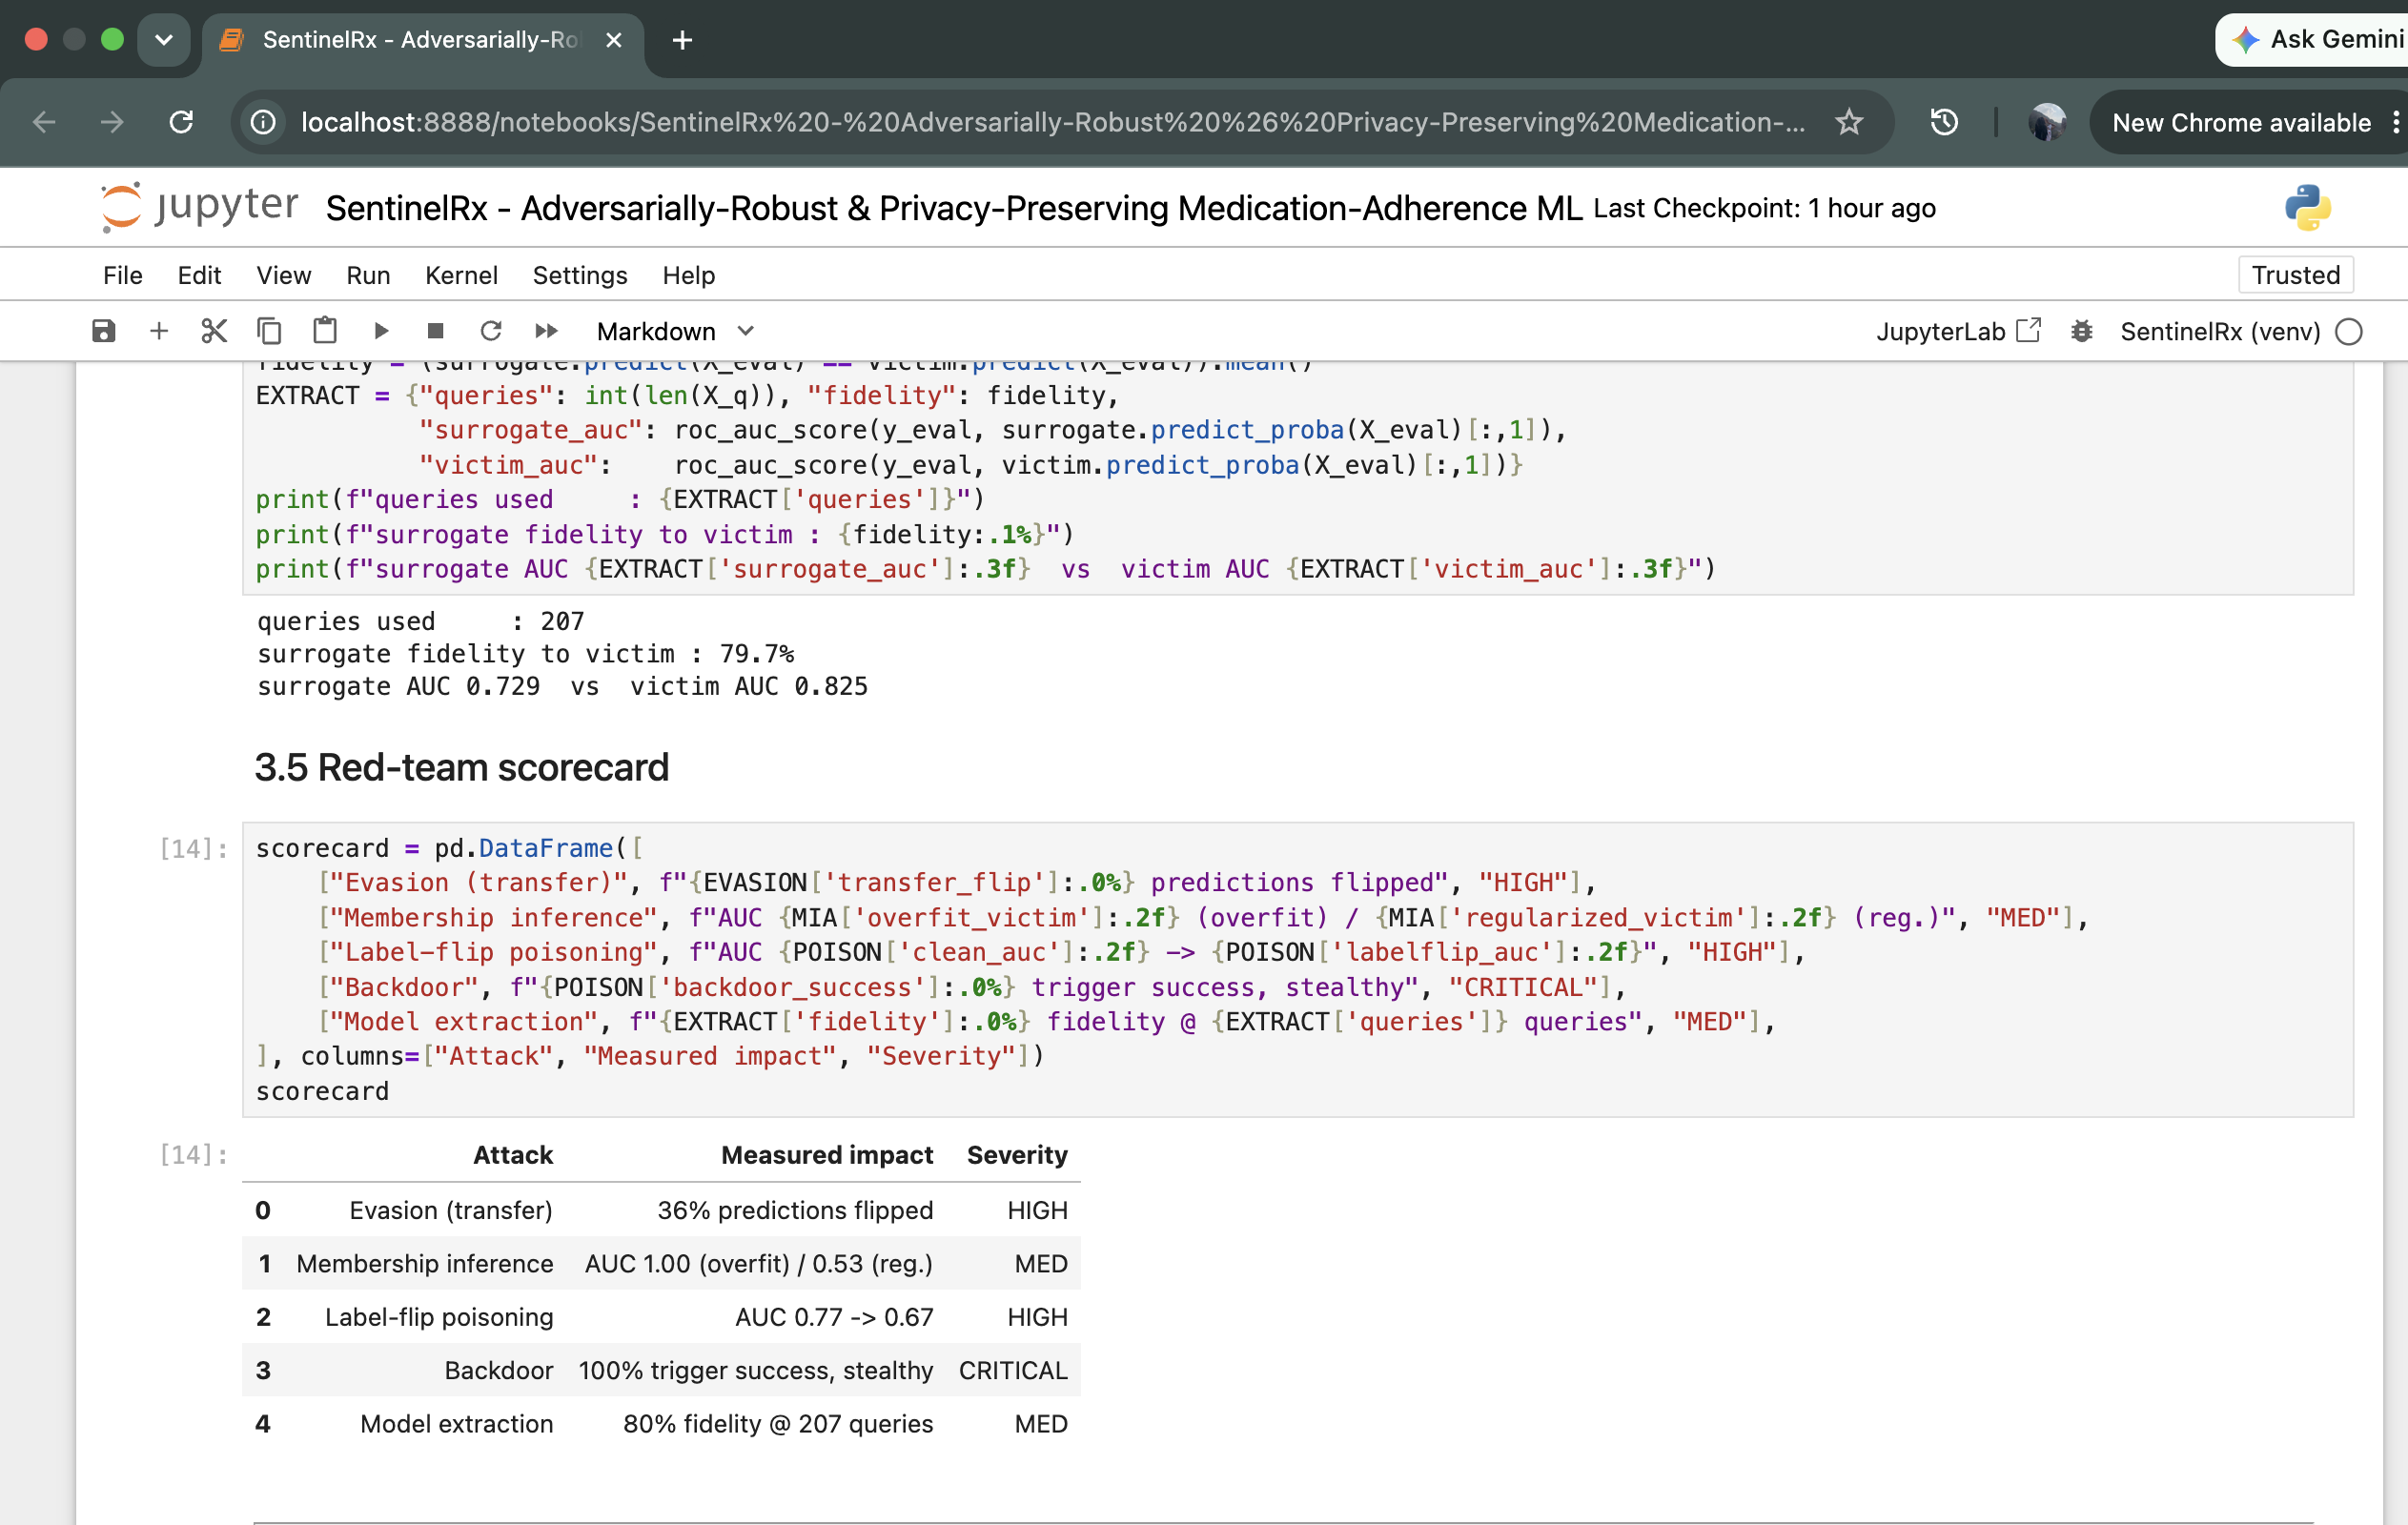 SentinelRx - Adversarially-Ro
Ask Gemini
localhost:8888/notebooks/SentinelRx%20-%20Adversarially-Robust%20%26%20Privacy-Preserving%20Medication-...
New Chrome available
jupyter SentinelRx - Adversarially-Robust & Privacy-Preserving Medication-Adherence ML Last Checkpoint: 1 hour ago
File Edit View Run Kernel Settings Help
Trusted
Markdown
JupyterLab
SentinelRx (venv)
fidelity = (surrogate.predict(X_eval) == victim.predict(X_eval)).mean()
EXTRACT = {"queries": int(len(X_q)), "fidelity": fidelity,
"surrogate_auc": roc_auc_score(y_eval, surrogate.predict_proba(X_eval)[:,1]),
"victim_auc":    roc_auc_score(y_eval, victim.predict_proba(X_eval)[:,1])}
print(f"queries used     : {EXTRACT['queries']}")
print(f"surrogate fidelity to victim : {fidelity:.1%}")
print(f"surrogate AUC {EXTRACT['surrogate_auc']:.3f}  vs  victim AUC {EXTRACT['victim_auc']:.3f}")
queries used     : 207
surrogate fidelity to victim : 79.7%
surrogate AUC 0.729  vs  victim AUC 0.825
3.5 Red-team scorecard
[14]:
scorecard = pd.DataFrame([
["Evasion (transfer)", f"{EVASION['transfer_flip']:.0%} predictions flipped", "HIGH"],
["Membership inference", f"AUC {MIA['overfit_victim']:.2f} (overfit) / {MIA['regularized_victim']:.2f} (reg.)", "MED"],
["Label-flip poisoning", f"AUC {POISON['clean_auc']:.2f} -> {POISON['labelflip_auc']:.2f}", "HIGH"],
["Backdoor", f"{POISON['backdoor_success']:.0%} trigger success, stealthy", "CRITICAL"],
["Model extraction", f"{EXTRACT['fidelity']:.0%} fidelity @ {EXTRACT['queries']} queries", "MED"],
], columns=["Attack", "Measured impact", "Severity"])
scorecard
[14]:
Attack Measured impact Severity
0 Evasion (transfer) 36% predictions flipped HIGH
1 Membership inference AUC 1.00 (overfit) / 0.53 (reg.) MED
2 Label-flip poisoning AUC 0.77 -> 0.67 HIGH
3 Backdoor 100% trigger success, stealthy CRITICAL
4 Model extraction 80% fidelity @ 207 queries MED